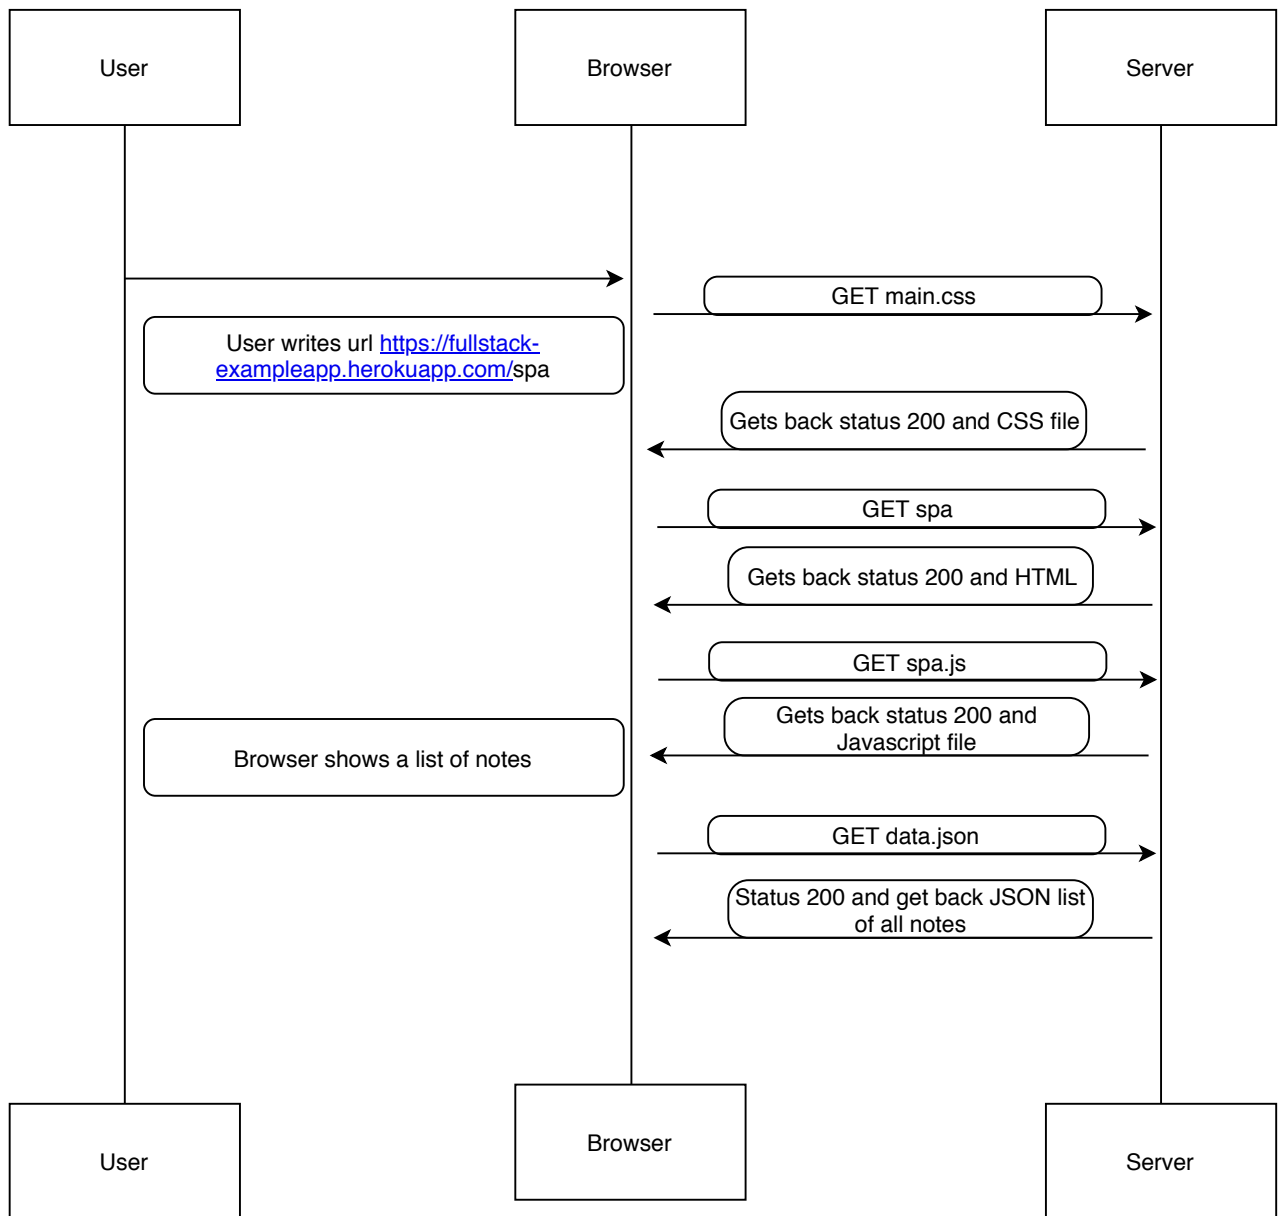 User
Browser
Server
GET main.css
User writes url https://fullstack-
exampleapp.herokuapp.com/spa
Gets back status 200 and CSS file
GET spa
Gets back status 200 and HTML
GET spa.js
Gets back status 200 and
Javascript file
Browser shows a list of notes
GET data.json
Status 200 and get back JSON list
of all notes
User
Browser
Server